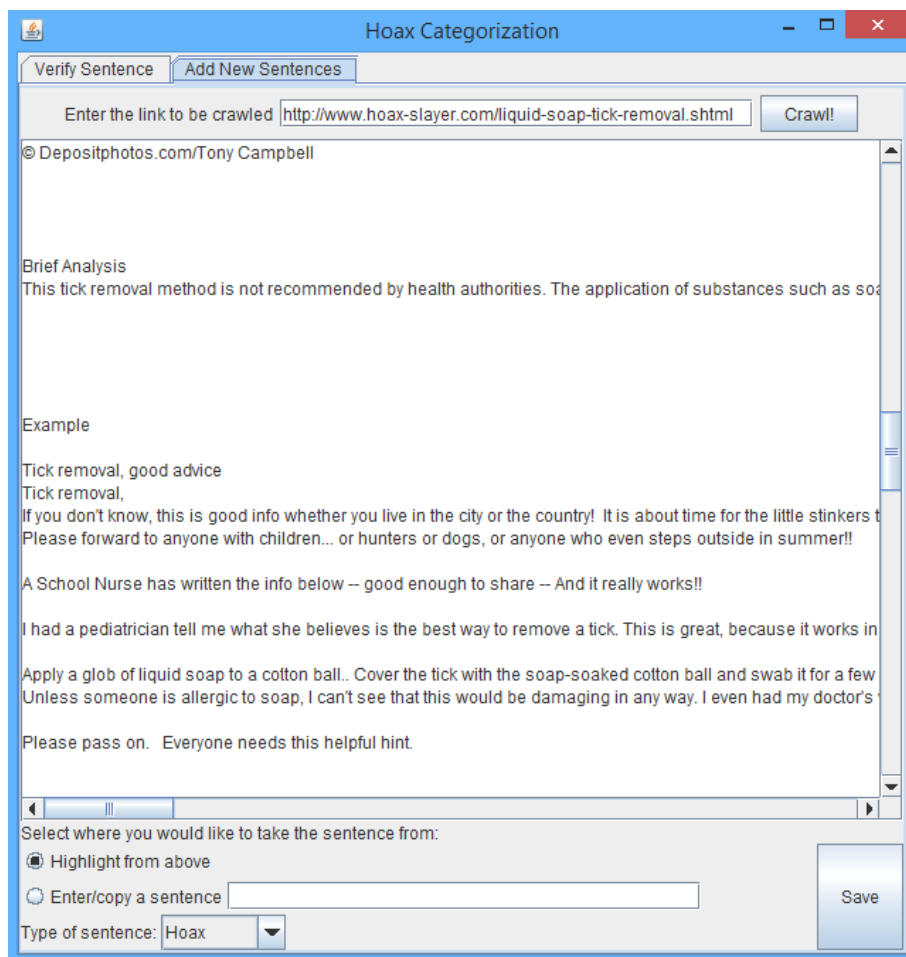 Hoax Categorization
Verify Sentence
Add New Sentences
Enter the link to be crawled
http://www.hoax-slayer.com/liquid-soap-tick-removal.shtml
Crawl!
© Depositphotos.com/Tony Campbell
Brief Analysis
This tick removal method is not recommended by health authorities. The application of substances such as
Example
Tick removal, good advice
Tick removal,
If you don't know, this is good info whether you live in the city or the country!  It is about time for the little stinkers
Please forward to anyone with children... or hunters or dogs, or anyone who even steps outside in summer!!
A School Nurse has written the info below -- good enough to share -- And it really works!!
I had a pediatrician tell me what she believes is the best way to remove a tick. This is great, because it works in
Apply a glob of liquid soap to a cotton ball.. Cover the tick with the soap-soaked cotton ball and swab it for a few
Unless someone is allergic to soap, I can't see that this would be damaging in any way. I even had my doctor's
Please pass on.   Everyone needs this helpful hint.
Select where you would like to take the sentence from:
Highlight from above
Enter/copy a sentence
Save
Type of sentence: Hoax